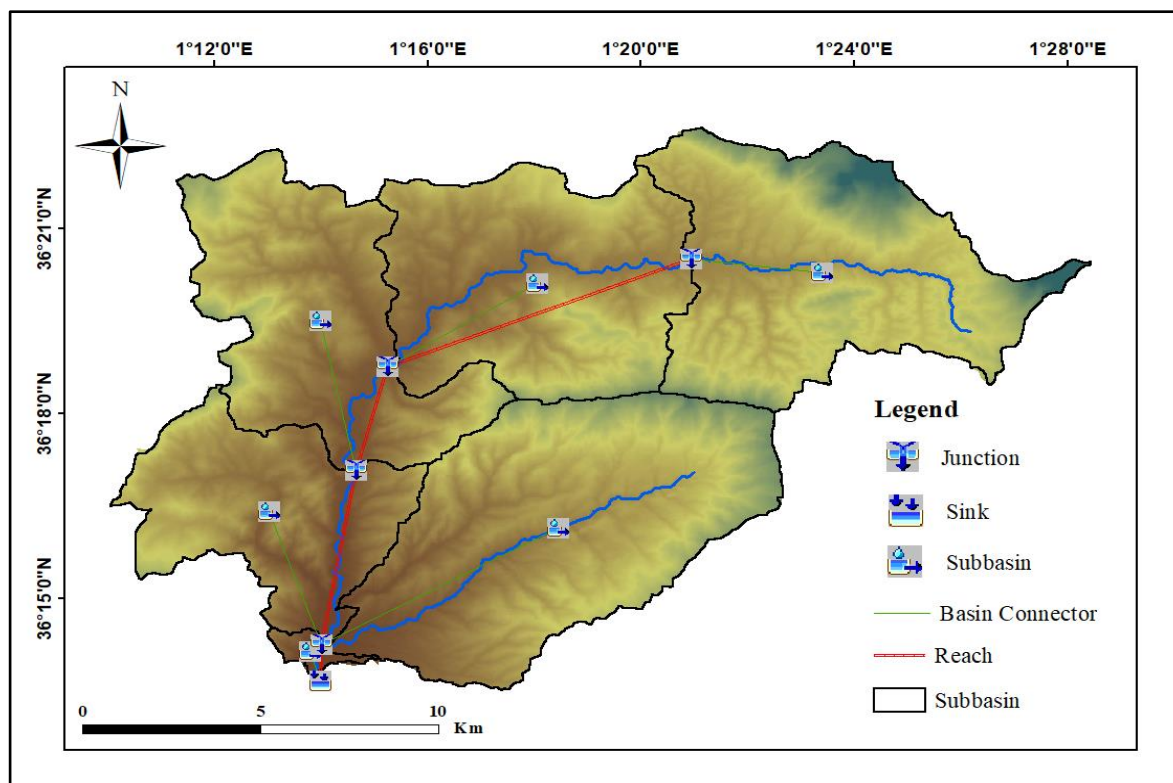 1°12'0"E 1°16'0"E 1°20'0"E 1°24'0"E 1°28'0"E
N
36°21'0"N
36°18'0"N
36°15'0"N
Legend
Junction
Sink
Subbasin
Basin Connector
Reach
Subbasin
0 5 10
Km